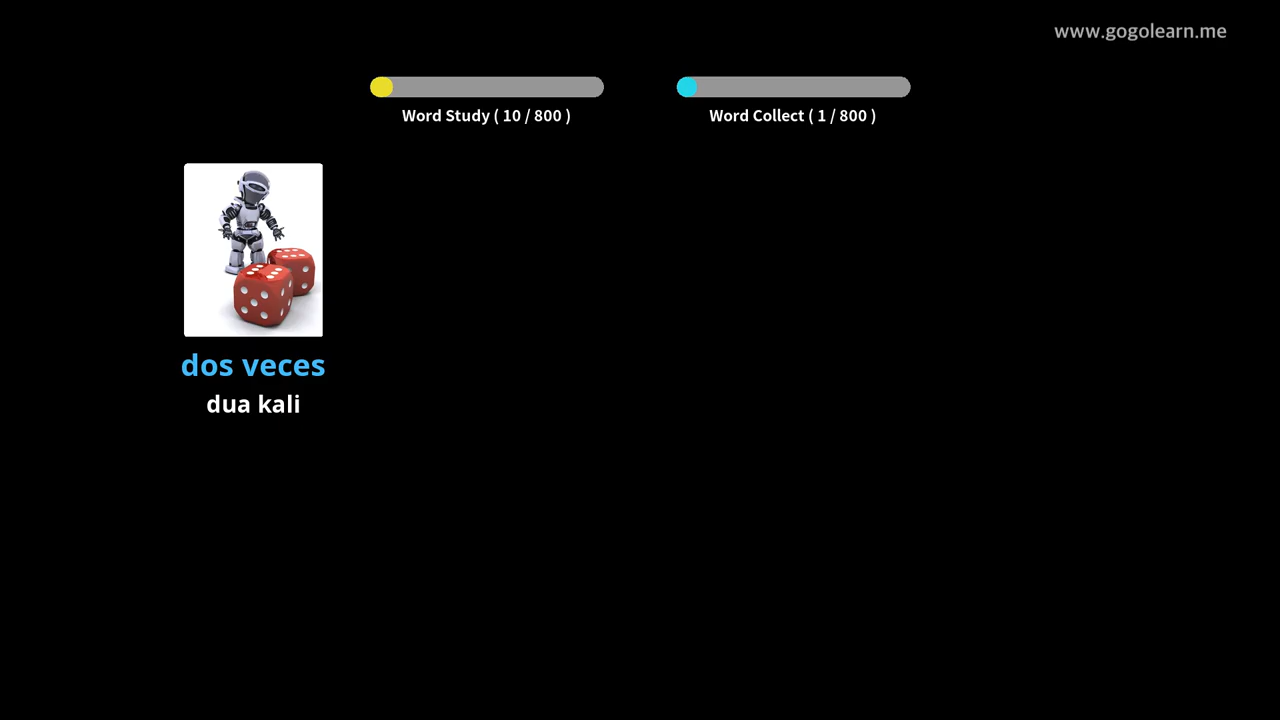 www.gogolearn.me
Word Study ( 10 / 800 )
Word Collect ( 1 / 800 )
dos veces
dua kali